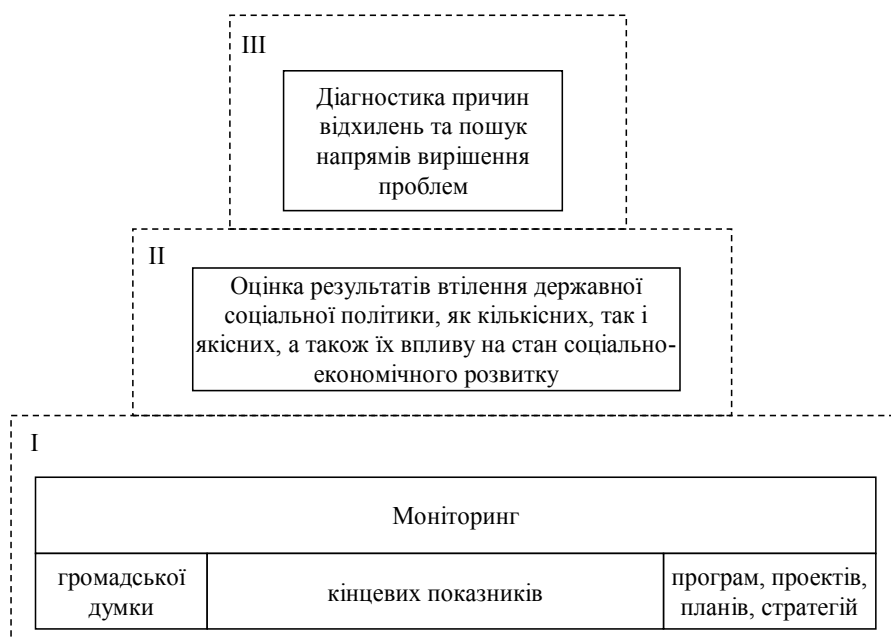 III
Діагностика причин
відхилень та пошук
напрямів вирішення
проблем
II
Оцінка результатів втілення державної
соціальної політики, як кількісних, так і
якісних, а також їх впливу на стан соціально-
економічного розвитку
I
Моніторинг
громадської
думки
кінцевих показників
програм, проектів,
планів, стратегій